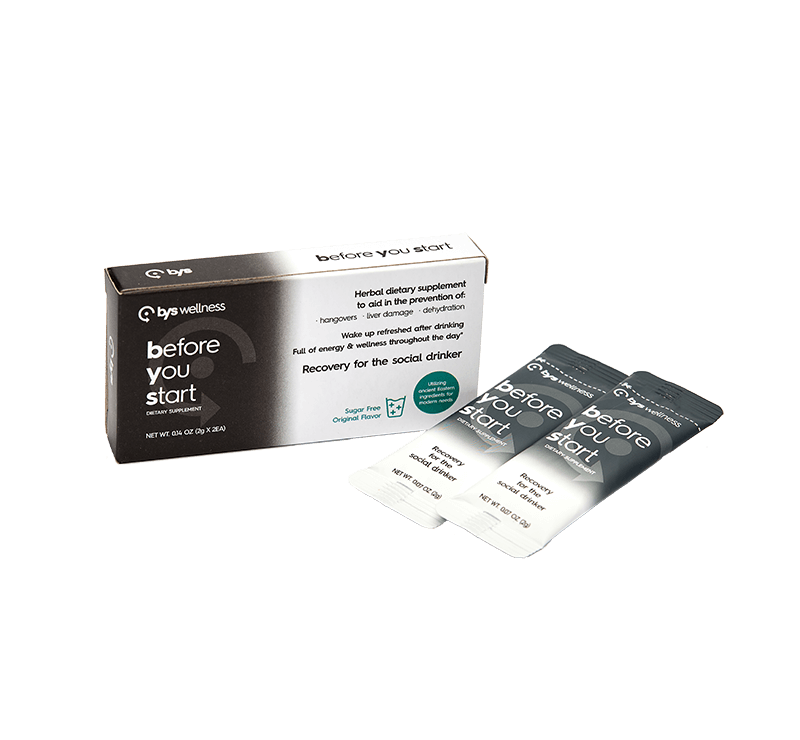 bys
before you start
bys wellness
before
you
start
DIETARY SUPPLEMENT
NET WT. 0.14 OZ (2g X 2EA)
Herbal dietary supplement
to aid in the prevention of:
· hangovers · liver damage · dehydration
Wake up refreshed after drinking
Full of energy & wellness throughout the day*
Recovery for the social drinker
Sugar Free
Original Flavor
Utilizing
ancient Eastern
ingredients for
modern needs
bys
bys wellness
before
you
start
DIETARY SUPPLEMENT
Recovery
for the
social drinker
NET WT. 0.07 OZ (2g)
bys wellness
before
you
start
DIETARY SUPPLEMENT
Recovery
for the
social drinker
NET WT. 0.07 OZ (2g)